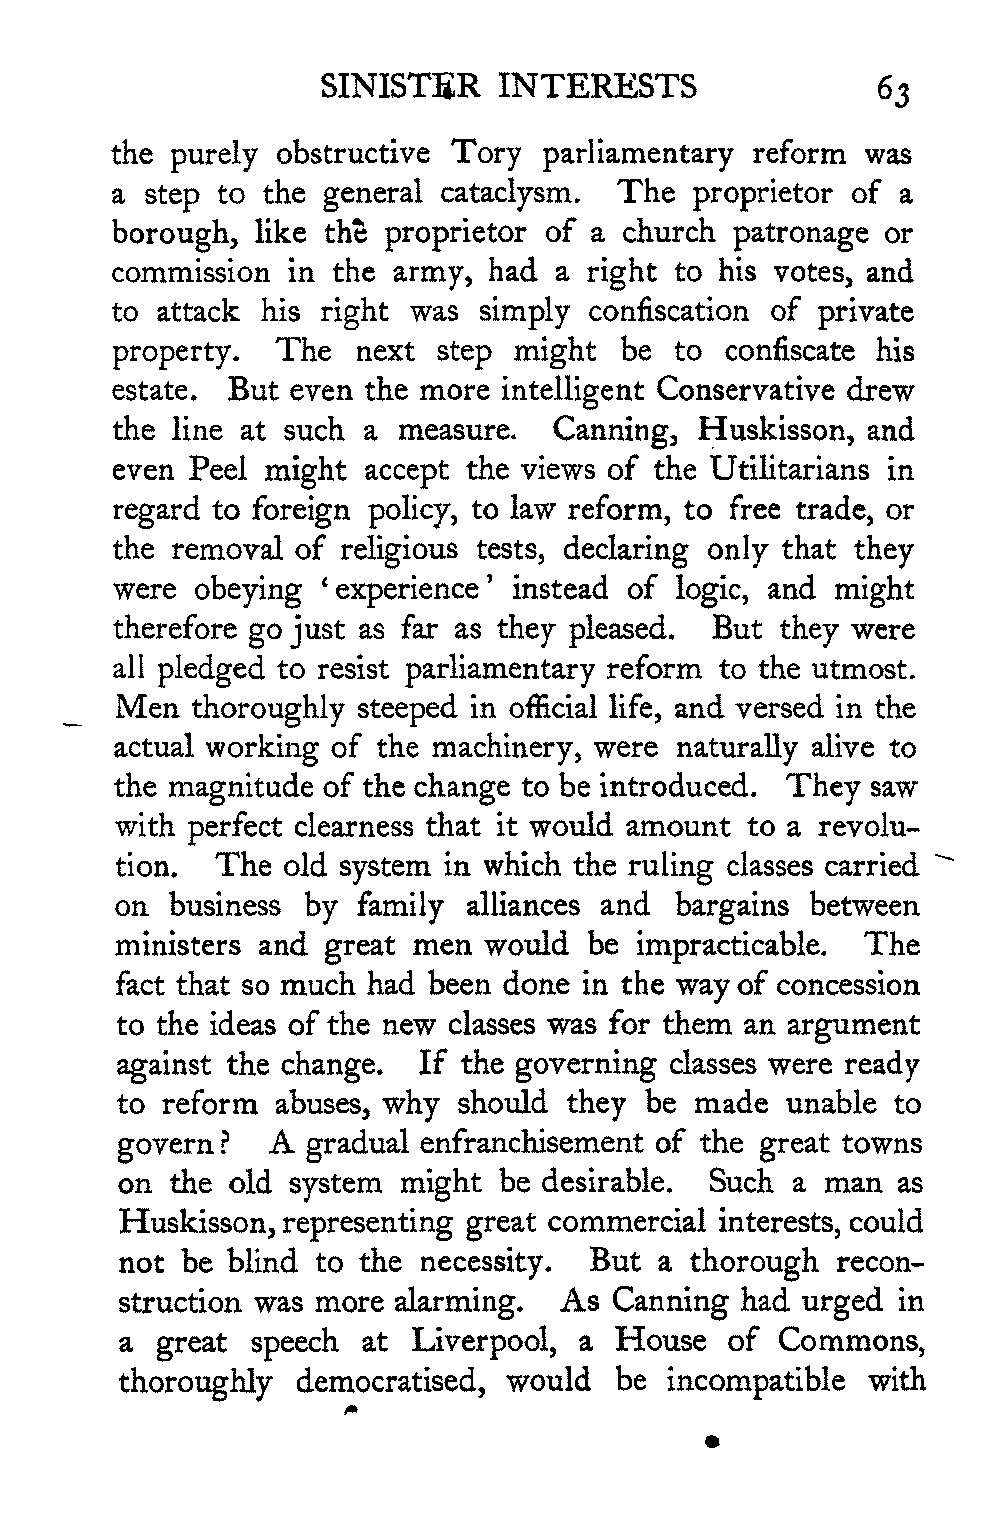 SINISTER INTERESTS 63
the purely obstructive Tory parliamentary reform was
a step to the general cataclysm. The proprietor of a
borough, like the proprietor of a church patronage or
commission in the army, had a right to his votes, and
to attack his right was simply confiscation of private
property. The next step might be to confiscate his
estate. But even the more intelligent Conservative drew
the line at such a measure. Canning, Huskisson, and
even Peel might accept the views of the Utilitarians in
regard to foreign policy, to law reform, to free trade, or
the removal of religious tests, declaring only that they
were obeying ‘experience’ instead of logic, and might
therefore go just as far as they pleased. But they were
all pledged to resist parliamentary reform to the utmost.
Men thoroughly steeped in official life, and versed in the
actual working of the machinery, were naturally alive to
the magnitude of the change to be introduced. They saw
with perfect clearness that it would amount to a revolu-
tion. The old system in which the ruling classes carried
on business by family alliances and bargains between
ministers and great men would be impracticable. The
fact that so much had been done in the way of concession
to the ideas of the new classes was for them an argument
against the change. If the governing classes were ready
to reform abuses, why should they be made unable to
govern? A gradual enfranchisement of the great towns
on the old system might be desirable. Such a man as
Huskisson, representing great commercial interests, could
not be blind to the necessity. But a thorough recon-
struction was more alarming. As Canning had urged in
a great speech at Liverpool, a House of Commons,
thoroughly democratised, would be incompatible with